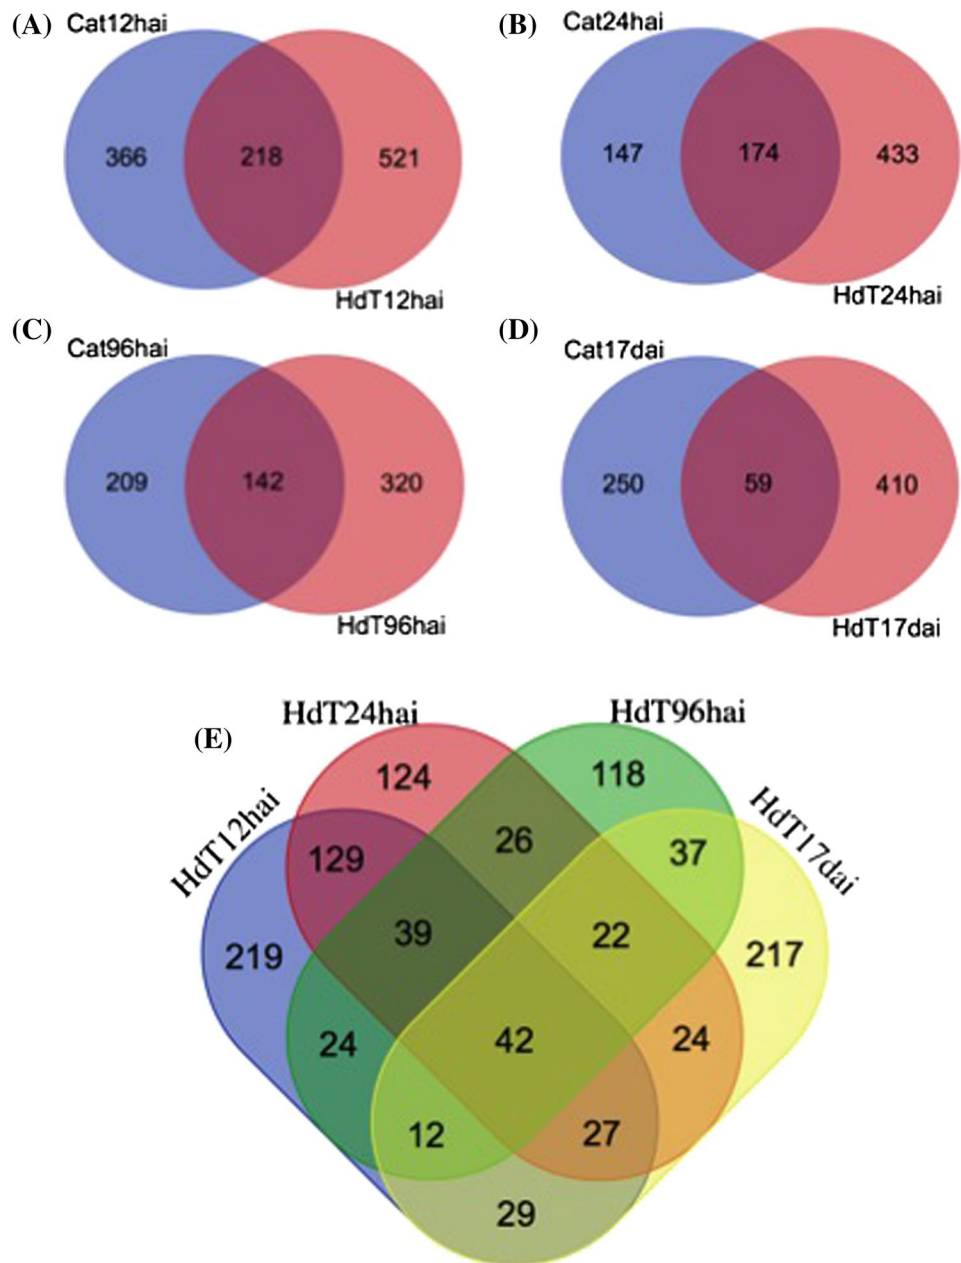 (A)
Cat12hai
366
218
521
HdT12hai
(B)
Cat24hai
147
174
433
HdT24hai
(C)
Cat96hai
209
142
320
HdT96hai
(D)
Cat17dai
250
59
410
HdT17dai
(E)
HdT24hai
HdT96hai
HdT12hai
HdT17dai
124
118
129
26
37
39
22
219
217
24
42
24
12
27
29